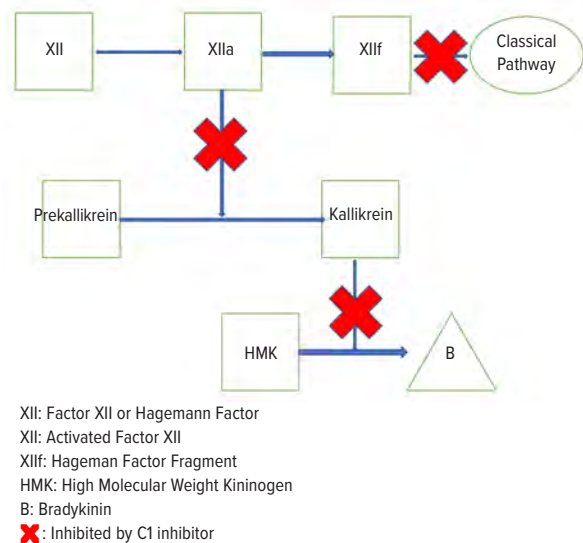 XII
XIIa
XIIf
Classical
Pathway
Prekallikrein
Kallikrein
HMK
B
XII: Factor XII or Hagemann Factor
XII: Activated Factor XII
XIIf: Hageman Factor Fragment
HMK: High Molecular Weight Kininogen
B: Bradykinin
: Inhibited by C1 inhibitor